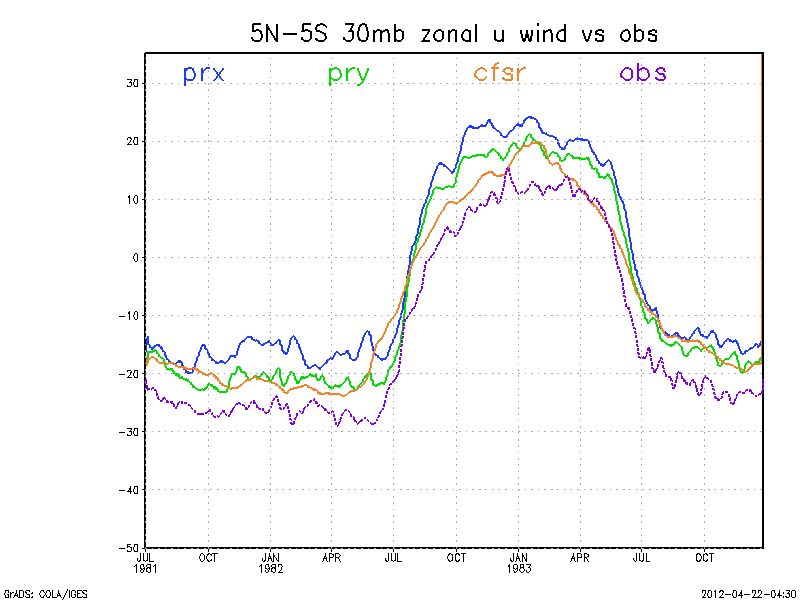 5N-5S 30mb zonal u wind vs obs
prx pry cfsr obs
30
20
10
0
-10
-20
-30
-40
-50
JUL OCT JAN APR JUL OCT JAN APR JUL OCT
1981 1982 1983
GrADS: COLA/IGES 2012-04-22-04:30